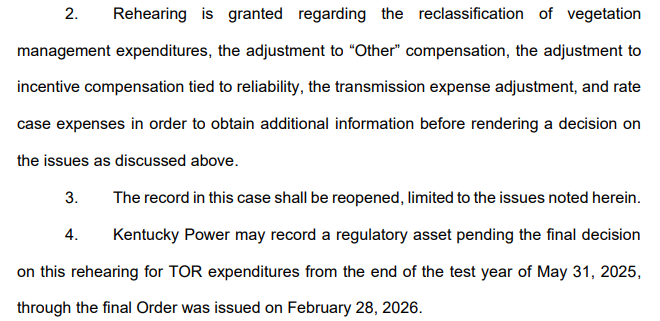 2. Rehearing is granted regarding the reclassification of vegetation
management expenditures, the adjustment to “Other” compensation, the adjustment to
incentive compensation tied to reliability, the transmission expense adjustment, and rate
case expenses in order to obtain additional information before rendering a decision on
the issues as discussed above.
3. The record in this case shall be reopened, limited to the issues noted herein.
4. Kentucky Power may record a regulatory asset pending the final decision
on this rehearing for TOR expenditures from the end of the test year of May 31, 2025,
through the final Order was issued on February 28, 2026.